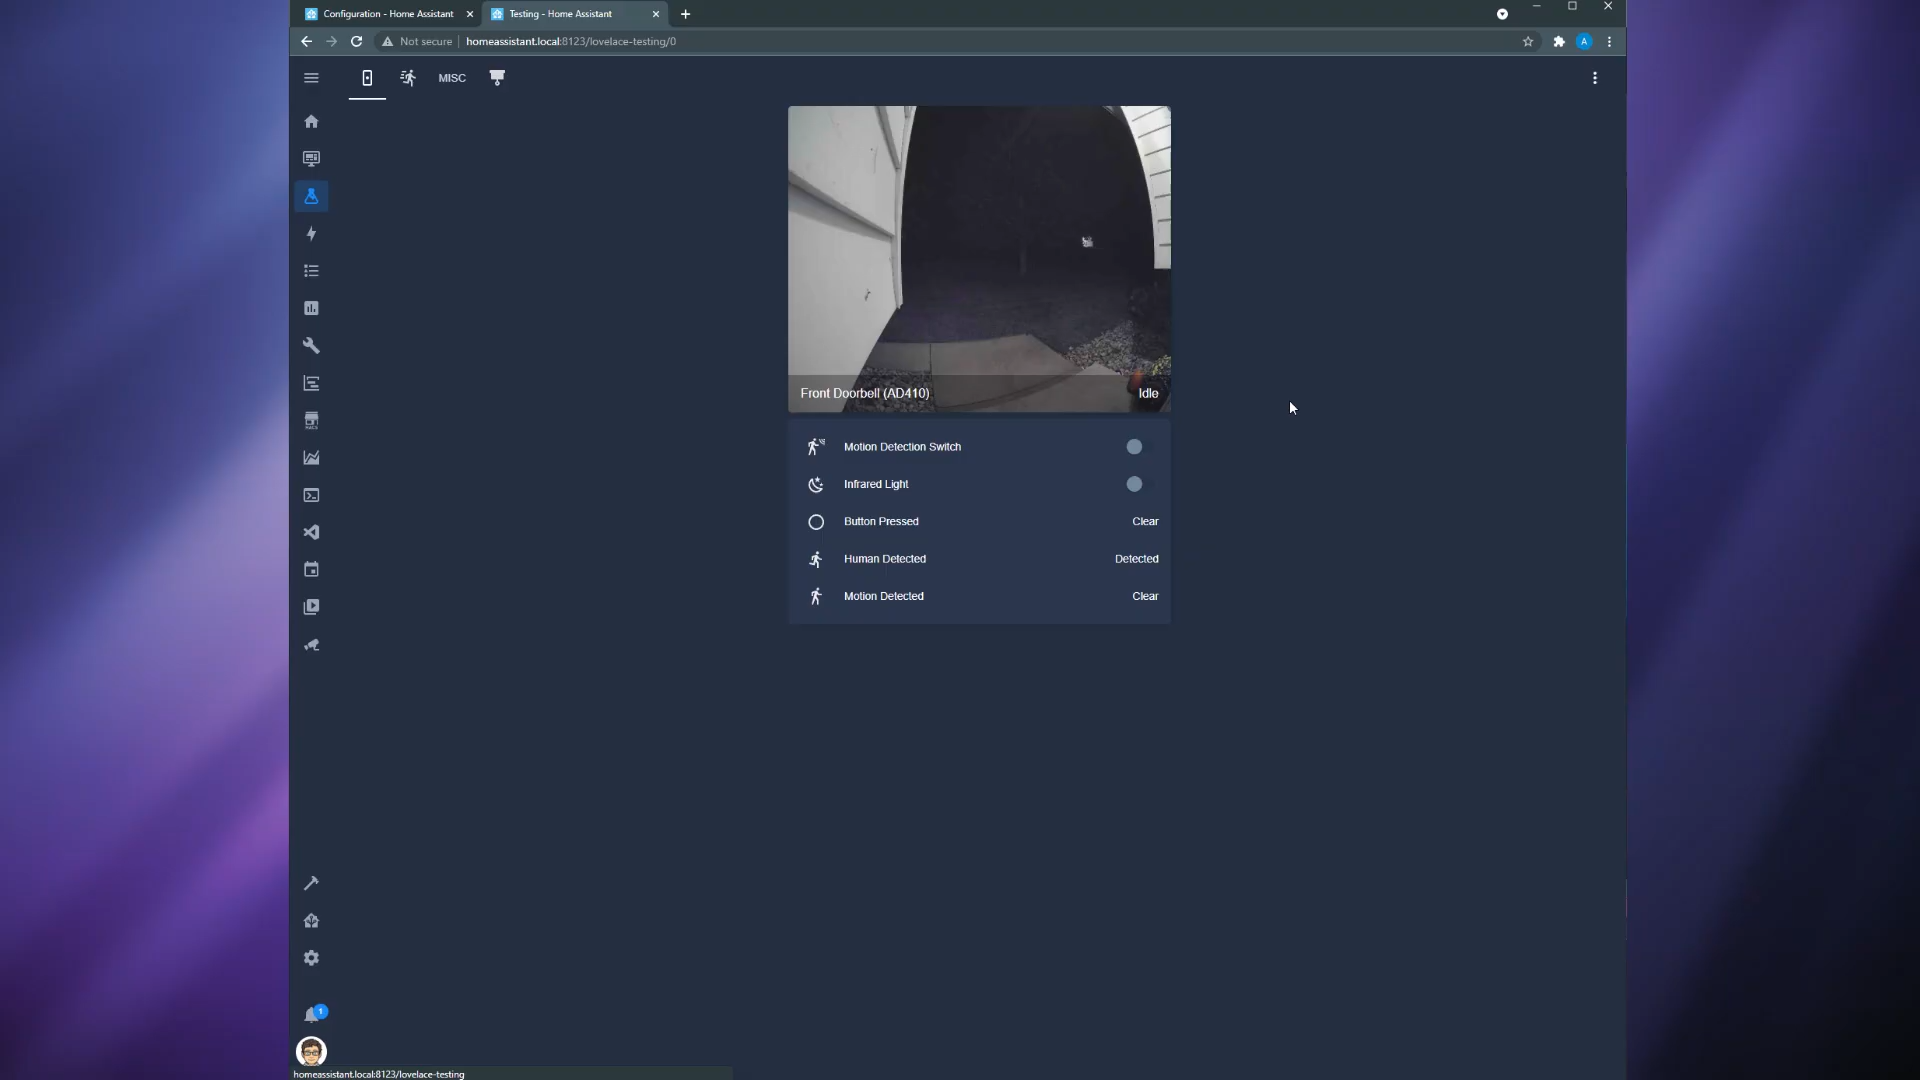 Configuration - Home Assistant
Testing - Home Assistant
Not secure
homeassistant.local:8123/lovelace-testing/0
A
MISC
Front Doorbell (AD410)
Idle
Motion Detection Switch
Infrared Light
Button Pressed
Clear
Human Detected
Detected
Motion Detected
Clear
HACS
1
homeassistant.local:8123/lovelace-testing